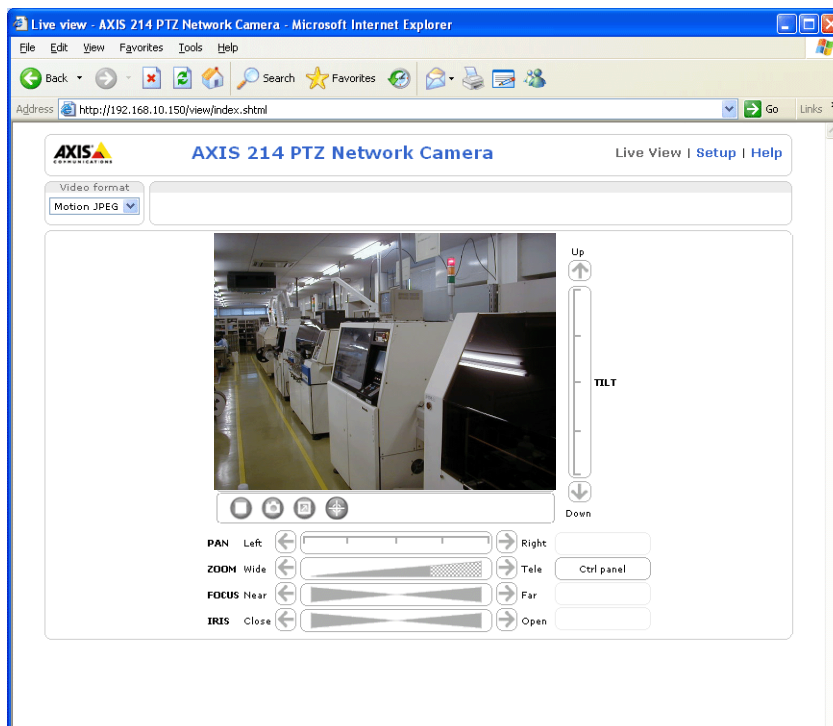 Live view - AXIS 214 PTZ Network Camera - Microsoft Internet Explorer
File Edit View Favorites Tools Help
Back Search Favorites
Address http://192.168.10.150/view/index.shtml Go Links
AXIS COMMUNICATIONS AXIS 214 PTZ Network Camera Live View | Setup | Help
Video format
Motion JPEG
Up
TILT
Down
PAN Left Right
ZOOM Wide Tele Ctrl panel
FOCUS Near Far
IRIS Close Open